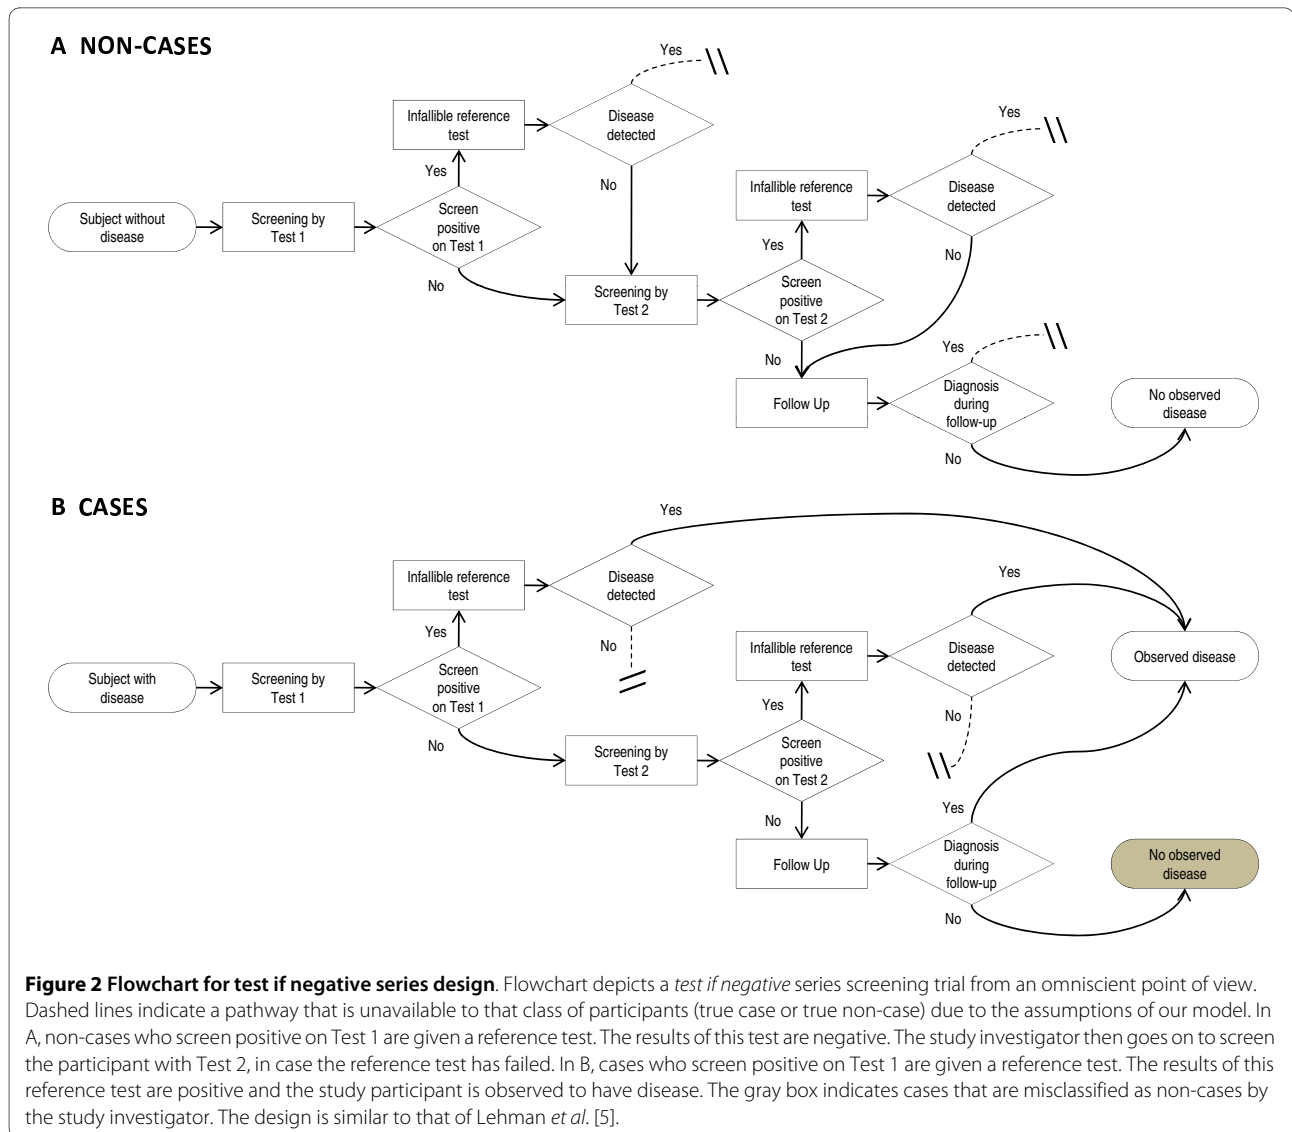 A NON-CASES
Yes
Infallible reference
test
Disease
detected
Yes
Yes
No
Infallible reference
test
Disease
detected
Subject without
disease
Screening by
Test 1
Screen
positive
on Test 1
Yes
No
No
Screening by
Test 2
Screen
positive
on Test 2
No
Yes
Follow Up
Diagnosis
during
follow-up
No observed
disease
No
B CASES
Yes
Infallible reference
test
Disease
detected
Yes
Yes
No
Infallible reference
test
Disease
detected
Observed disease
Subject with
disease
Screening by
Test 1
Screen
positive
on Test 1
Yes
No
No
Screening by
Test 2
Screen
positive
on Test 2
No
Yes
Follow Up
Diagnosis
during
follow-up
No observed
disease
No
Figure 2 Flowchart for test if negative series design. Flowchart depicts a test if negative series screening trial from an omniscient point of view.
Dashed lines indicate a pathway that is unavailable to that class of participants (true case or true non-case) due to the assumptions of our model. In
A, non-cases who screen positive on Test 1 are given a reference test. The results of this test are negative. The study investigator then goes on to screen
the participant with Test 2, in case the reference test has failed. In B, cases who screen positive on Test 1 are given a reference test. The results of this
reference test are positive and the study participant is observed to have disease. The gray box indicates cases that are misclassified as non-cases by
the study investigator. The design is similar to that of Lehman et al. [5].